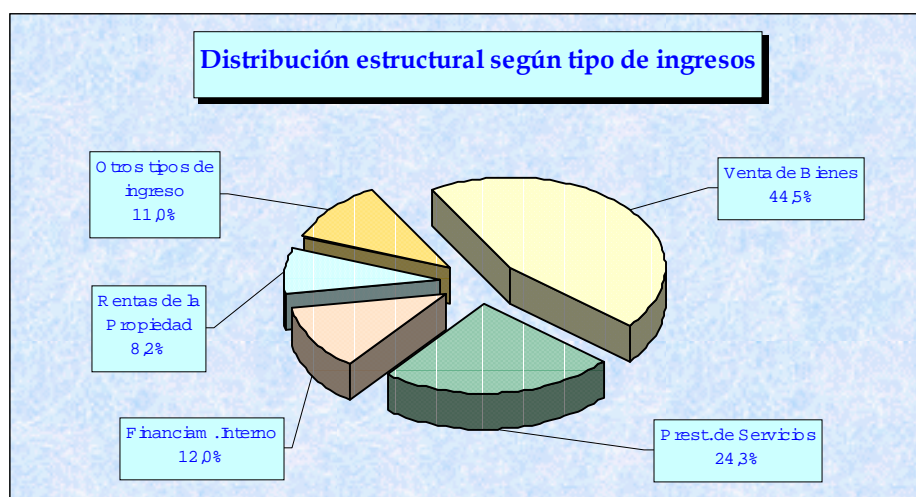 Distribución estructural según tipo de ingresos
Otros tipos de
ingreso
11,0%
Venta de Bienes
44,5%
Rentas de la
Propiedad
8,2%
Financiam. Interno
12,0%
Prest.de Servicios
24,3%